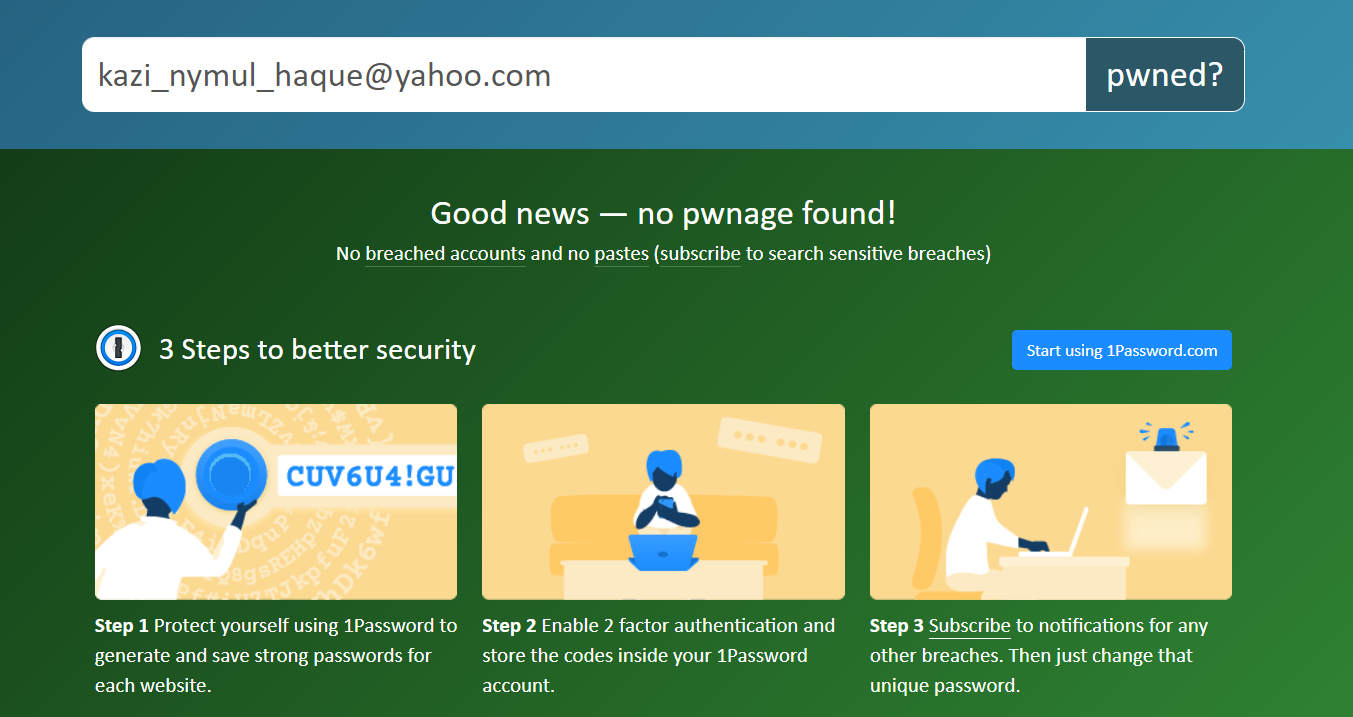 kazi_nymul_haque@yahoo.com pwned?
Good news — no pwnage found!
No breached accounts and no pastes (subscribe to search sensitive breaches)
3 Steps to better security
Start using 1Password.com
CUV6U4!GU
Step 1 Protect yourself using 1Password to
generate and save strong passwords for
each website.
Step 2 Enable 2 factor authentication and
store the codes inside your 1Password
account.
Step 3 Subscribe to notifications for any
other breaches. Then just change that
unique password.